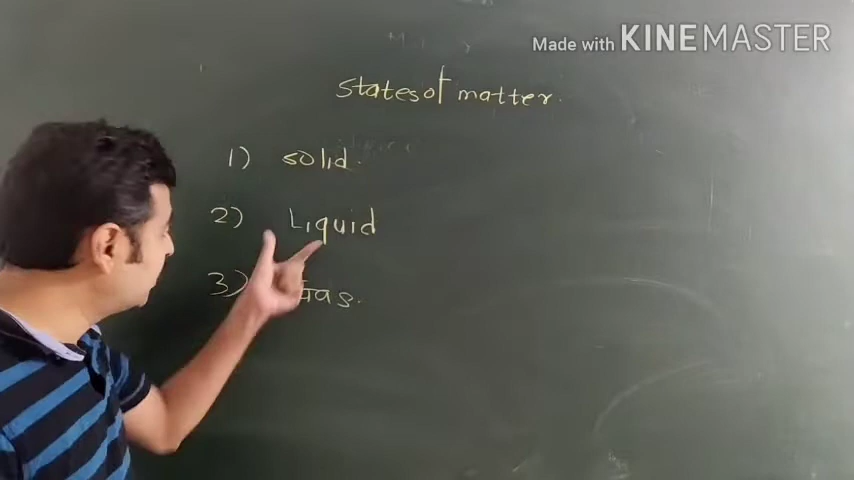 Made with KINEMASTER
States of matter.
1) solid.
2) Liquid
3) Gas.